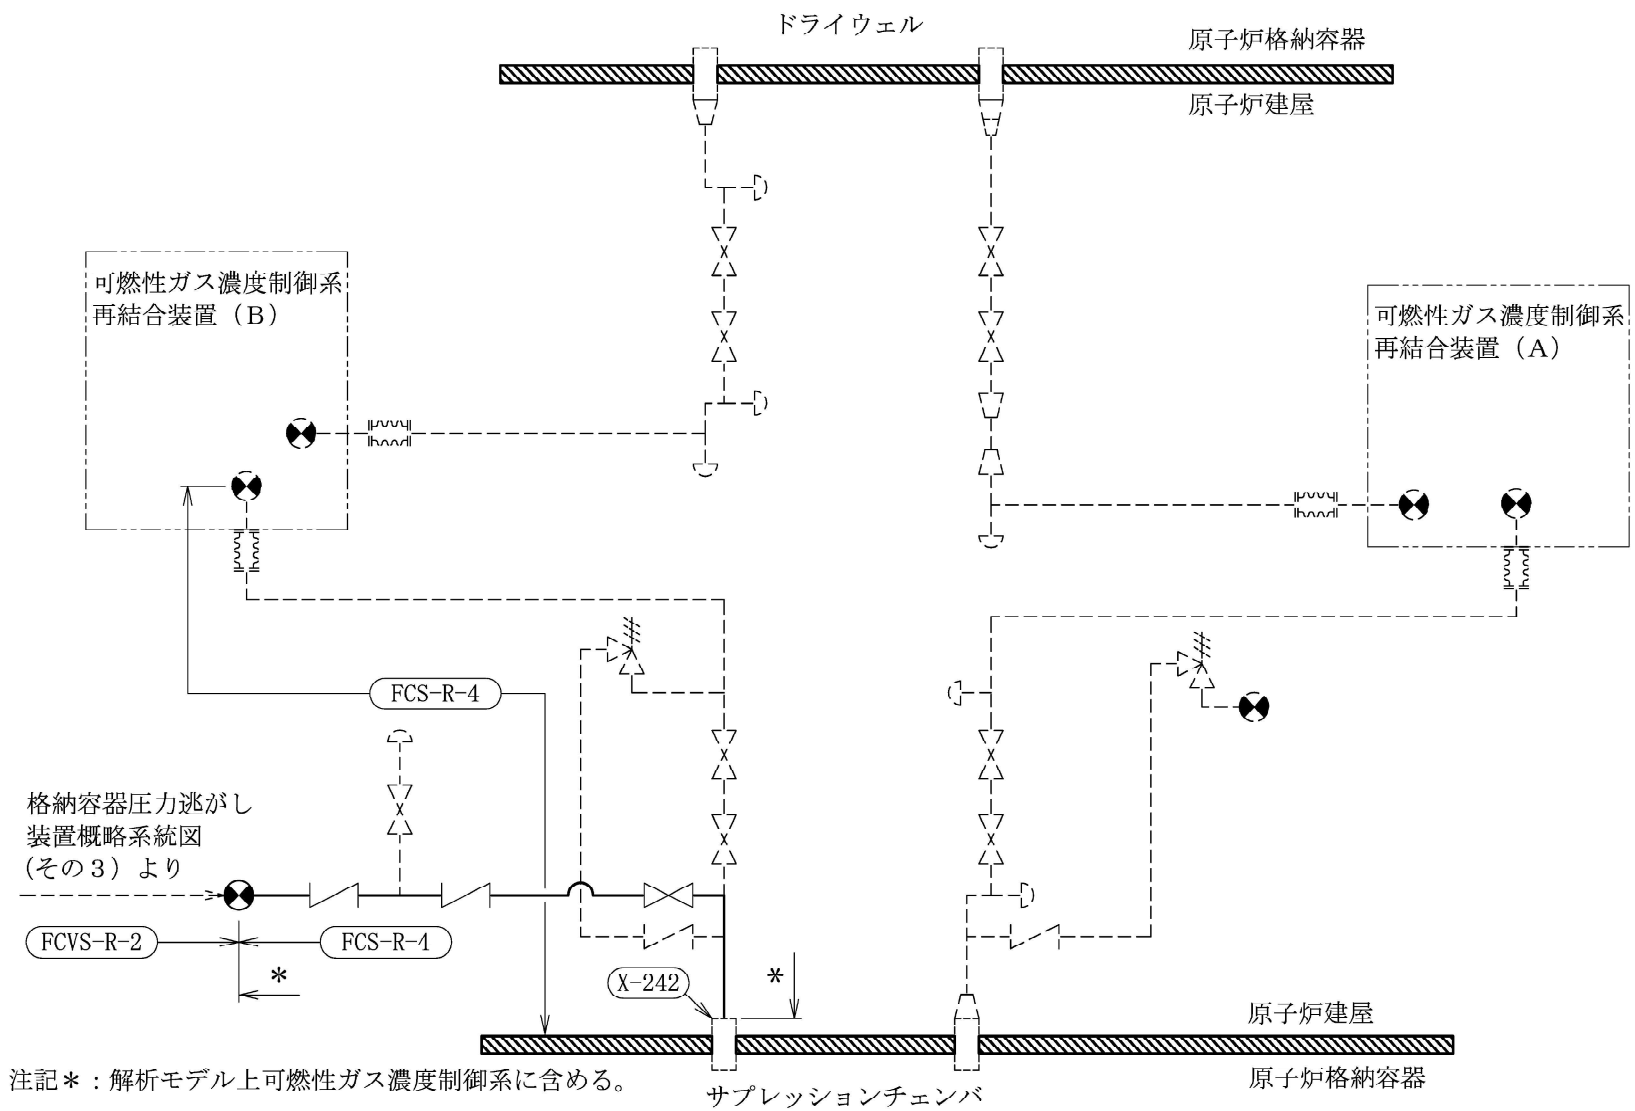 ドライウェル
原子炉格納容器
原子炉建屋
可燃性ガス濃度制御系
再結合装置（B）
可燃性ガス濃度制御系
再結合装置（A）
FCS-R-4
格納容器圧力逃がし
装置概略系統図
（その３）より
FCVS-R-2
FCS-R-4
*
X-242
*
原子炉建屋
原子炉格納容器
注記＊：解析モデル上可燃性ガス濃度制御系に含める。
サプレッションチェンバ